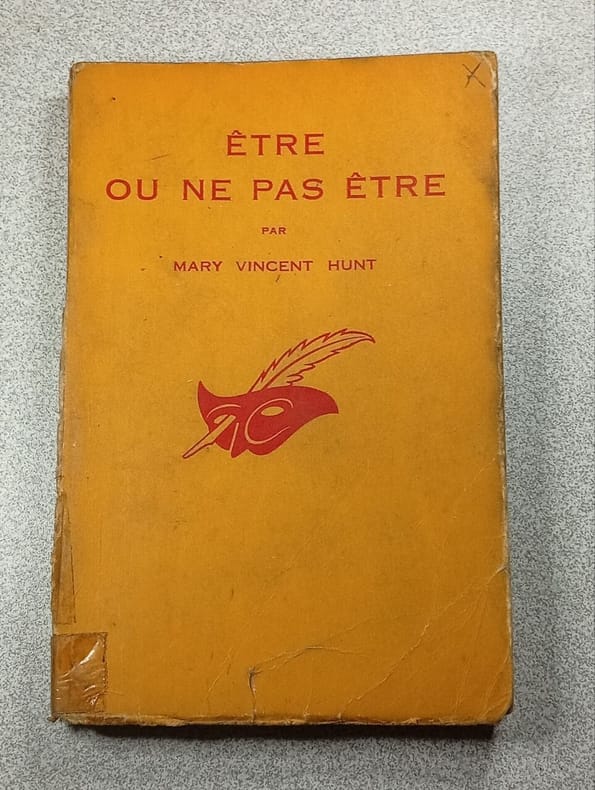 ÊTRE
OU NE PAS ÊTRE
PAR
MARY VINCENT HUNT
X